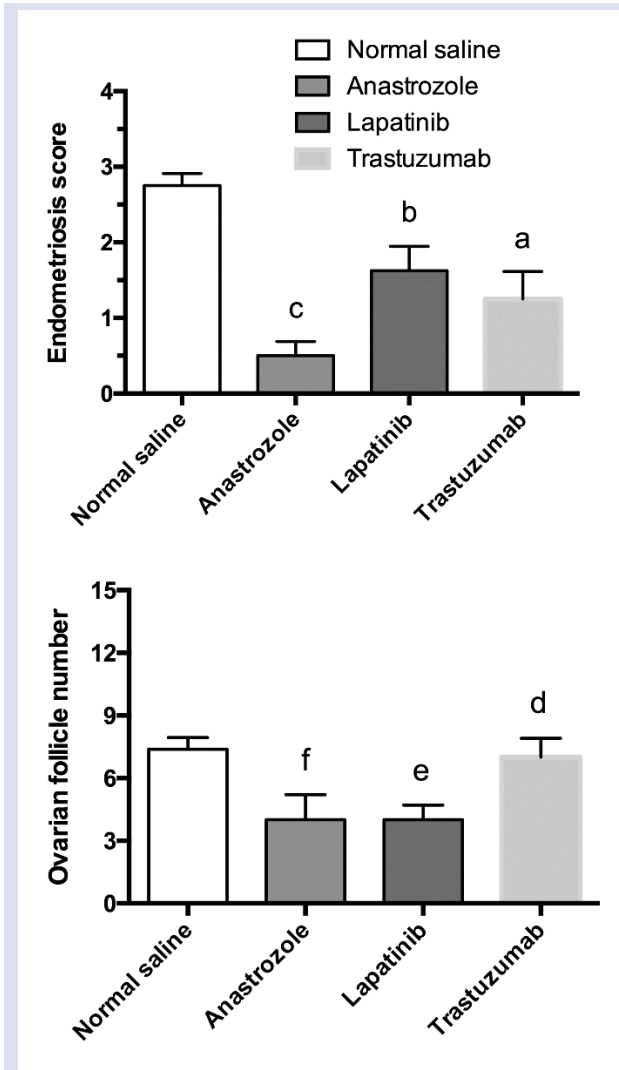 Normal saline
Anastrozole
Lapatinib
Trastuzumab
Endometriosis score
4
3
2
1
0
c
b
a
Normal saline
Anastrozole
Lapatinib
Trastuzumab
Ovarian follicle number
15
12
9
6
3
0
f
e
d
Normal saline
Anastrozole
Lapatinib
Trastuzumab